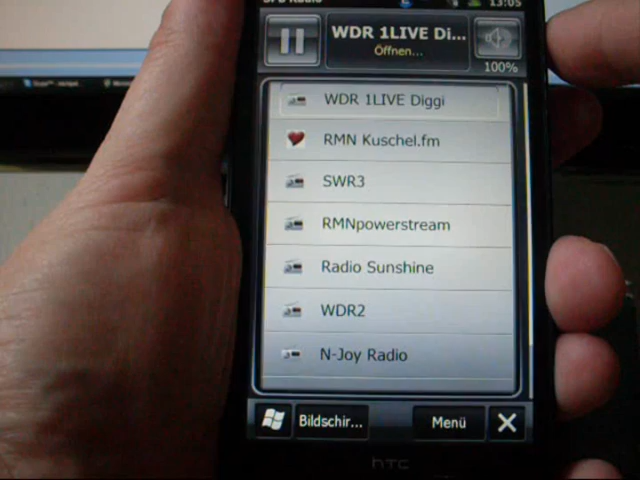 Radio
13:05
WDR 1LIVE Di...
Öffnen...
100%
WDR 1LIVE Diggi
RMN Kuschel.fm
SWR3
RMNpowerstream
Radio Sunshine
WDR2
N-Joy Radio
Bildschir...
Menü
hTC